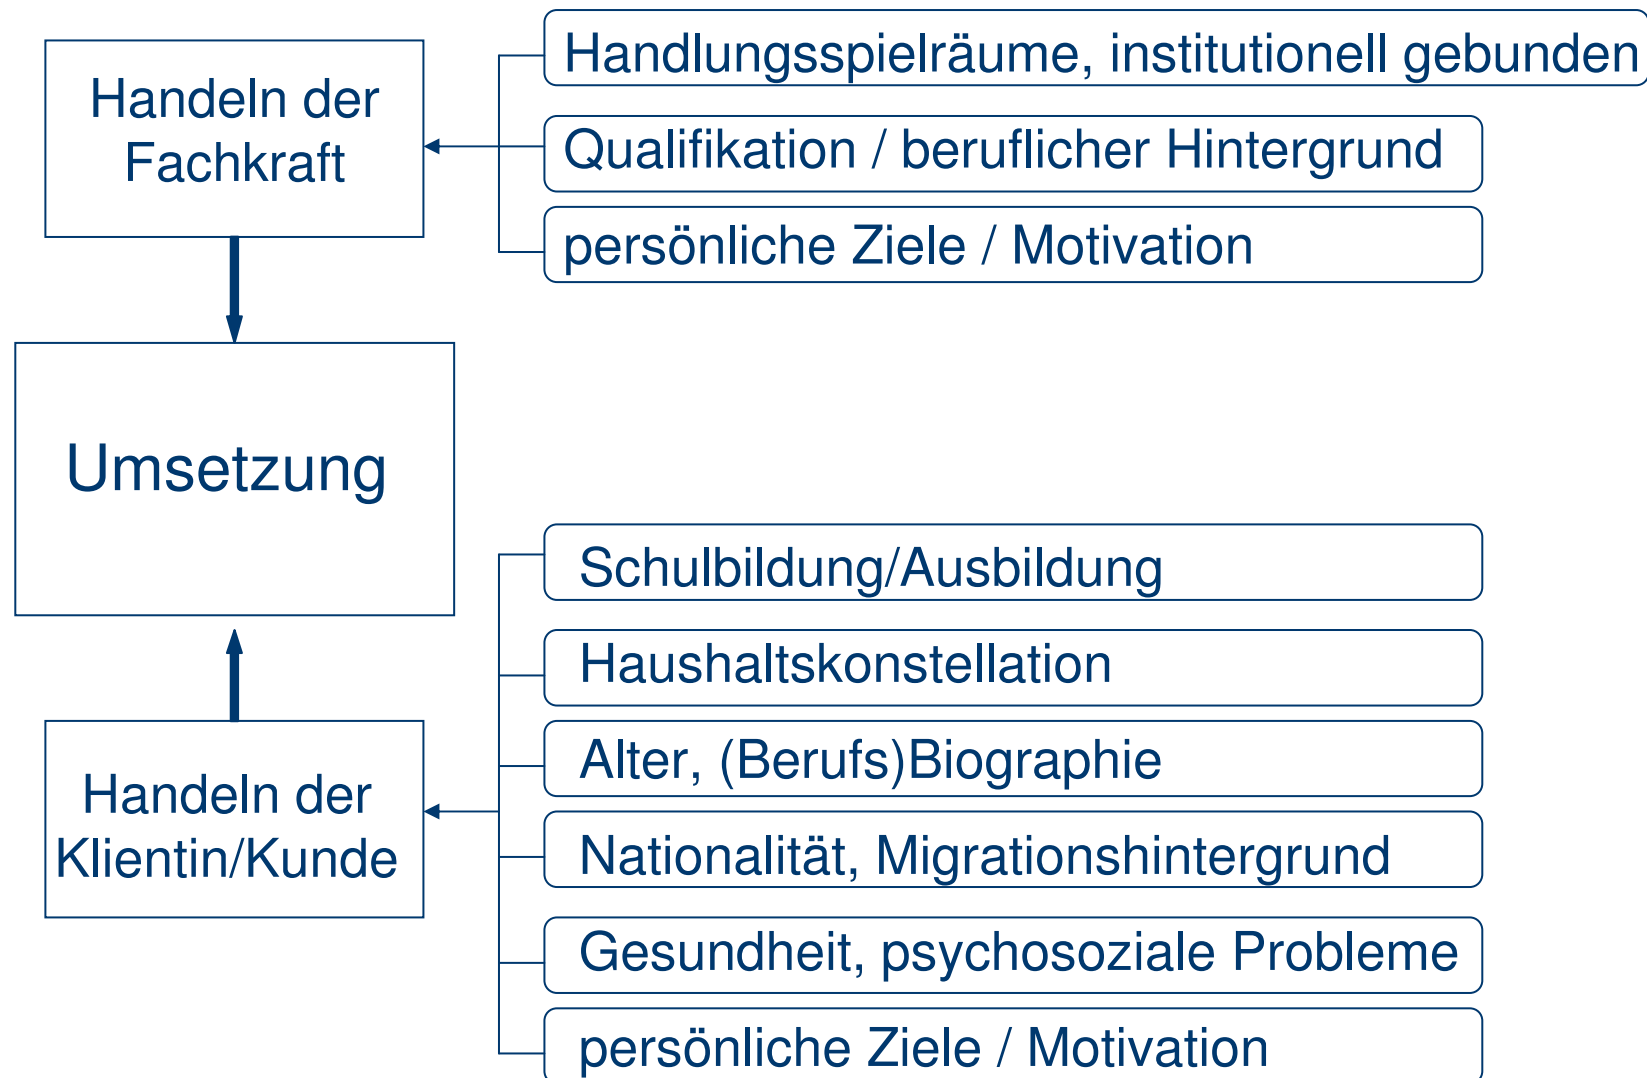 Handeln der
Fachkraft
Handlungsspielräume, institutionell gebunden
Qualifikation / beruflicher Hintergrund
persönliche Ziele / Motivation
Umsetzung
Handeln der
Klientin/Kunde
Schulbildung/Ausbildung
Haushaltskonstellation
Alter, (Berufs)Biographie
Nationalität, Migrationshintergrund
Gesundheit, psychosoziale Probleme
persönliche Ziele / Motivation